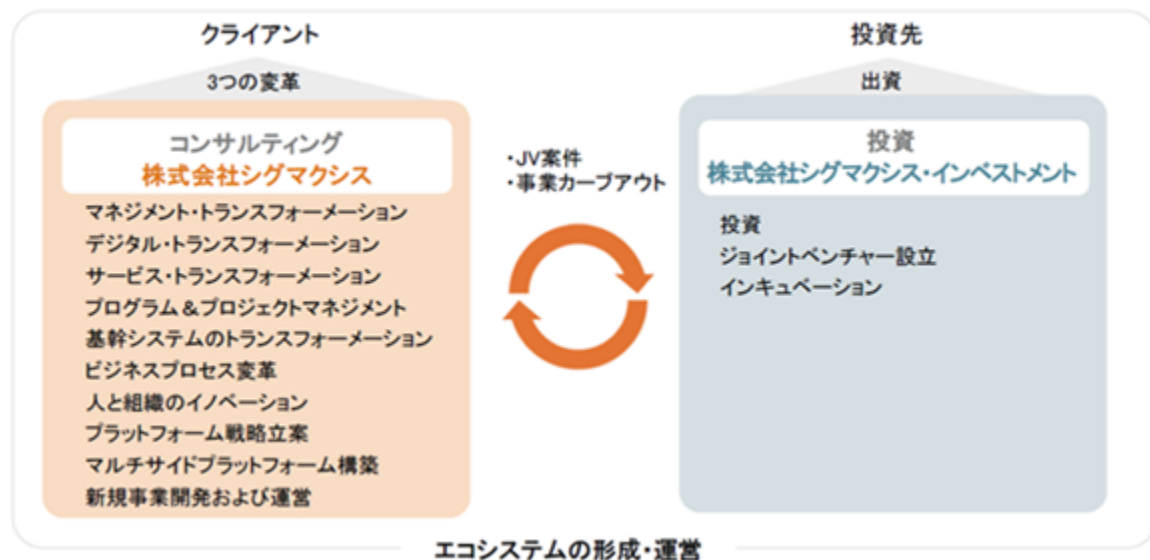 クライアント
3つの変革
コンサルティング
株式会社シグマクシス
マネジメント・トランスフォーメーション
デジタル・トランスフォーメーション
サービス・トランスフォーメーション
プログラム&プロジェクトマネジメント
基幹システムのトランスフォーメーション
ビジネスプロセス変革
人と組織のイノベーション
プラットフォーム戦略立案
マルチサイドプラットフォーム構築
新規事業開発および運営
・JV案件
・事業カーブアウト
投資先
出資
投資
株式会社シグマクシス・インベストメント
投資
ジョイントベンチャー設立
インキュベーション
エコシステムの形成・運営